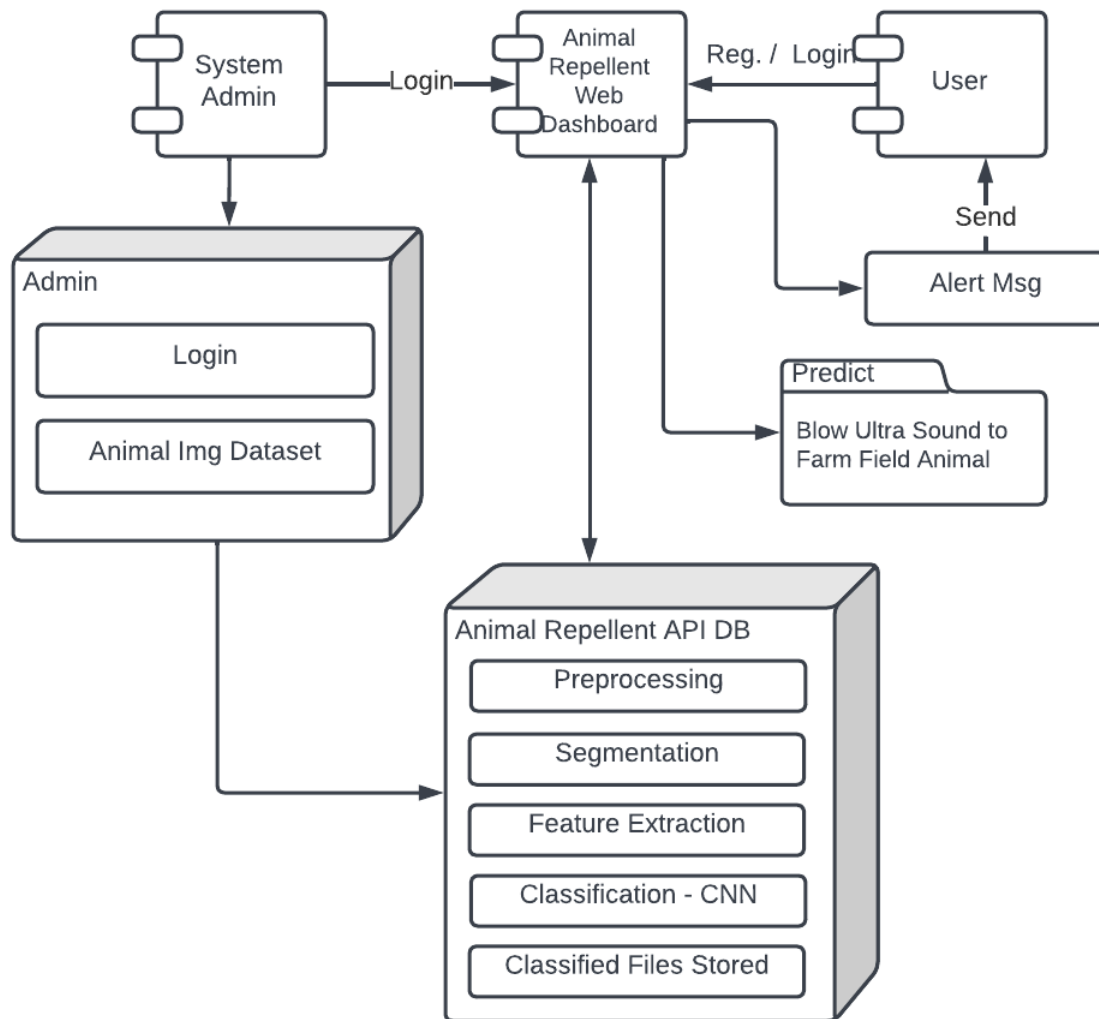 System
Admin
Login
Animal
Repellent
Web
Dashboard
Reg. / Login
User
Send
Alert Msg
Admin
Login
Animal Img Dataset
Predict
Blow Ultra Sound to
Farm Field Animal
Animal Repellent API DB
Preprocessing
Segmentation
Feature Extraction
Classification - CNN
Classified Files Stored